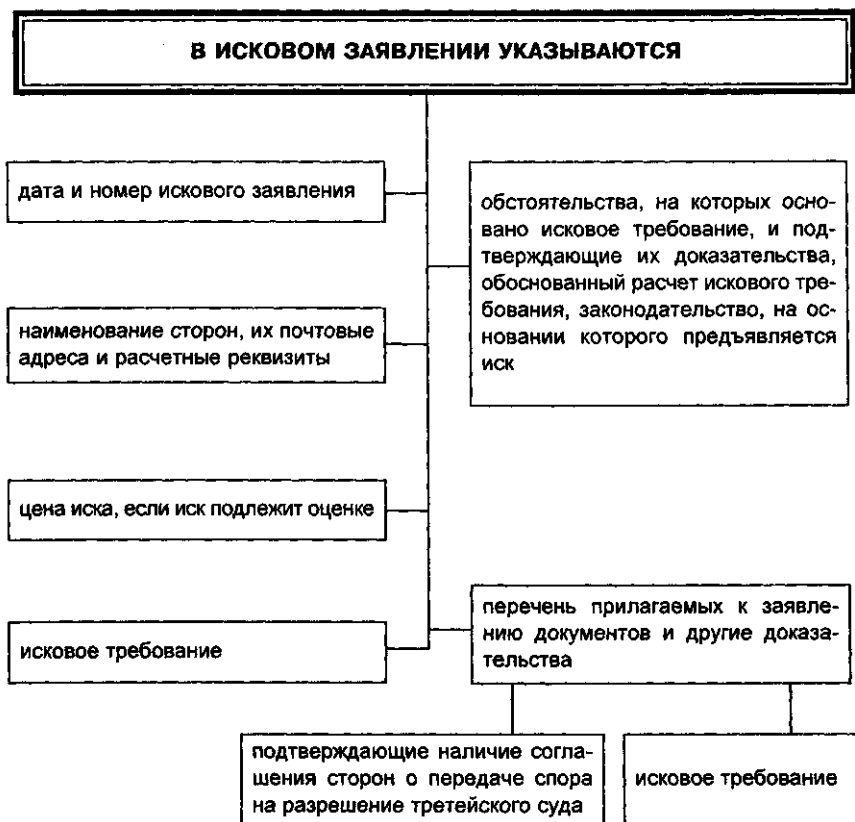 В ИСКОВОМ ЗАЯВЛЕНИИ УКАЗЫВАЮТСЯ
дата и номер искового заявления
наименование сторон, их почтовые
адреса и расчетные реквизиты
цена иска, если иск подлежит оценке
исковое требование
обстоятельства, на которых осно-
вано исковое требование, и под-
тверждающие их доказательства,
обоснованный расчет искового тре-
бования, законодательство, на ос-
новании которого предъявляется
иск
перечень прилагаемых к заявле-
нию документов и другие доказа-
тельства
подтверждающие наличие согла-
шения сторон о передаче спора
на разрешение третейского суда
исковое требование